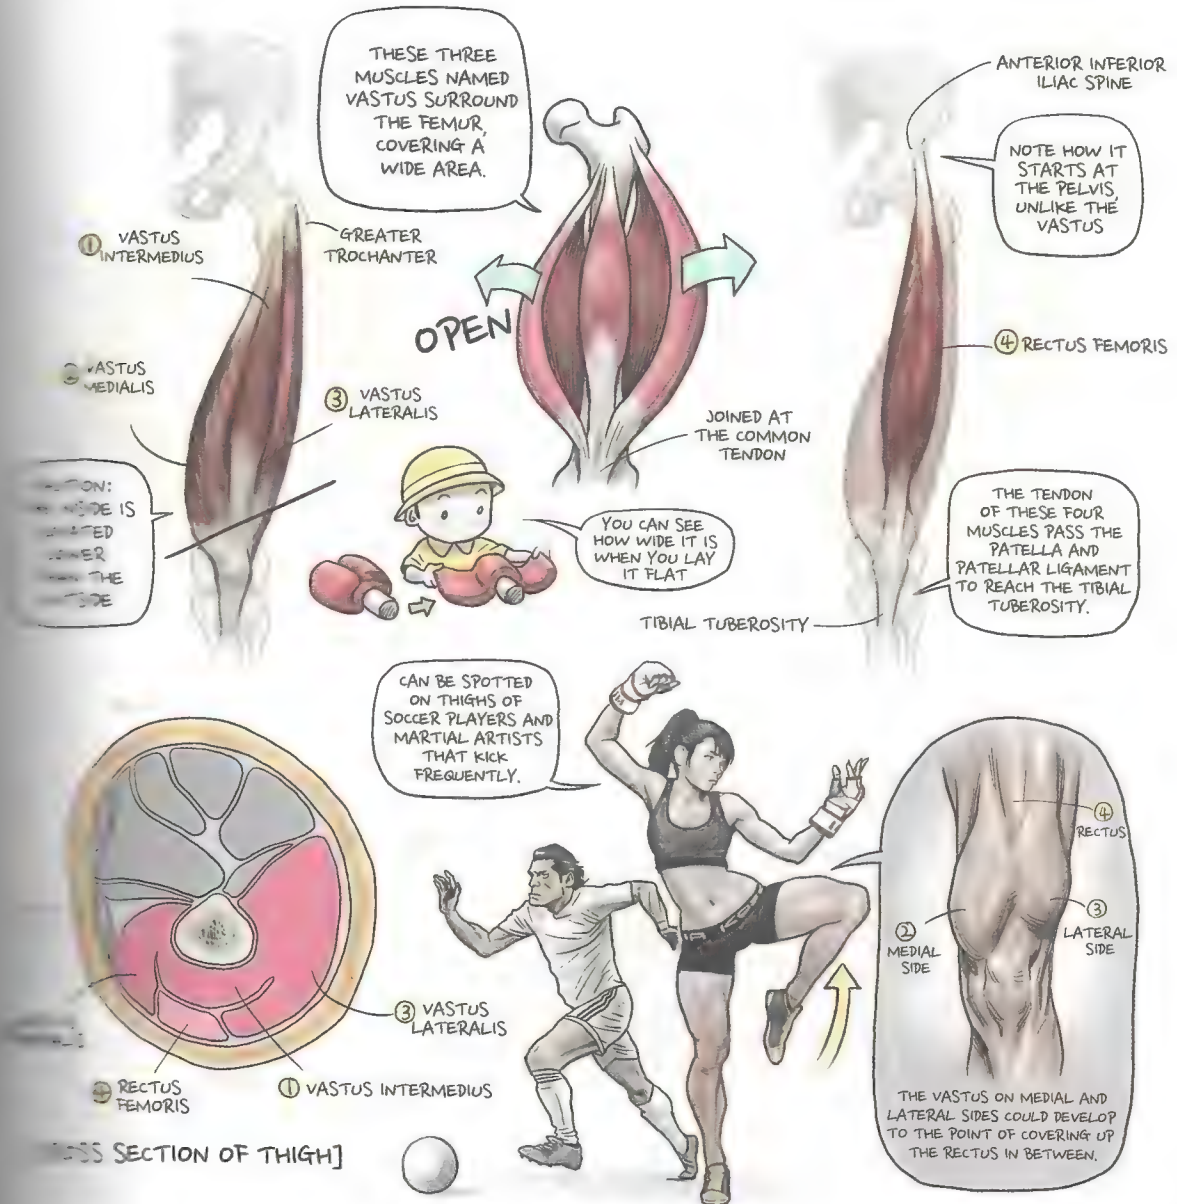 THESE THREE
MUSCLES NAMED
VASTUS SURROUND
THE FEMUR,
COVERING A
WIDE AREA.
ANTERIOR INFERIOR
ILIAC SPINE
NOTE HOW IT
STARTS AT
THE PELVIS,
UNLIKE THE
VASTUS
① VASTUS
INTERMEDIUS
GREATER
TROCHANTER
OPEN
④ RECTUS FEMORIS
VASTUS
MEDIALIS
③ VASTUS
LATERALIS
JOINED AT
THE COMMON
TENDON
IS
THE
YOU CAN SEE
HOW WIDE IT IS
WHEN YOU LAY
IT FLAT
THE TENDON
OF THESE FOUR
MUSCLES PASS THE
PATELLA AND
PATELLAR LIGAMENT
TO REACH THE TIBIAL
TUBEROSITY.
TIBIAL TUBEROSITY
CAN BE SPOTTED
ON THIGHS OF
SOCCER PLAYERS AND
MARTIAL ARTISTS
THAT KICK
FREQUENTLY.
④
RECTUS
②
MEDIAL
SIDE
③
LATERAL
SIDE
③ VASTUS
LATERALIS
④ RECTUS
FEMORIS
① VASTUS INTERMEDIUS
SECTION OF THIGH]
THE VASTUS ON MEDIAL AND
LATERAL SIDES COULD DEVELOP
TO THE POINT OF COVERING UP
THE RECTUS IN BETWEEN.